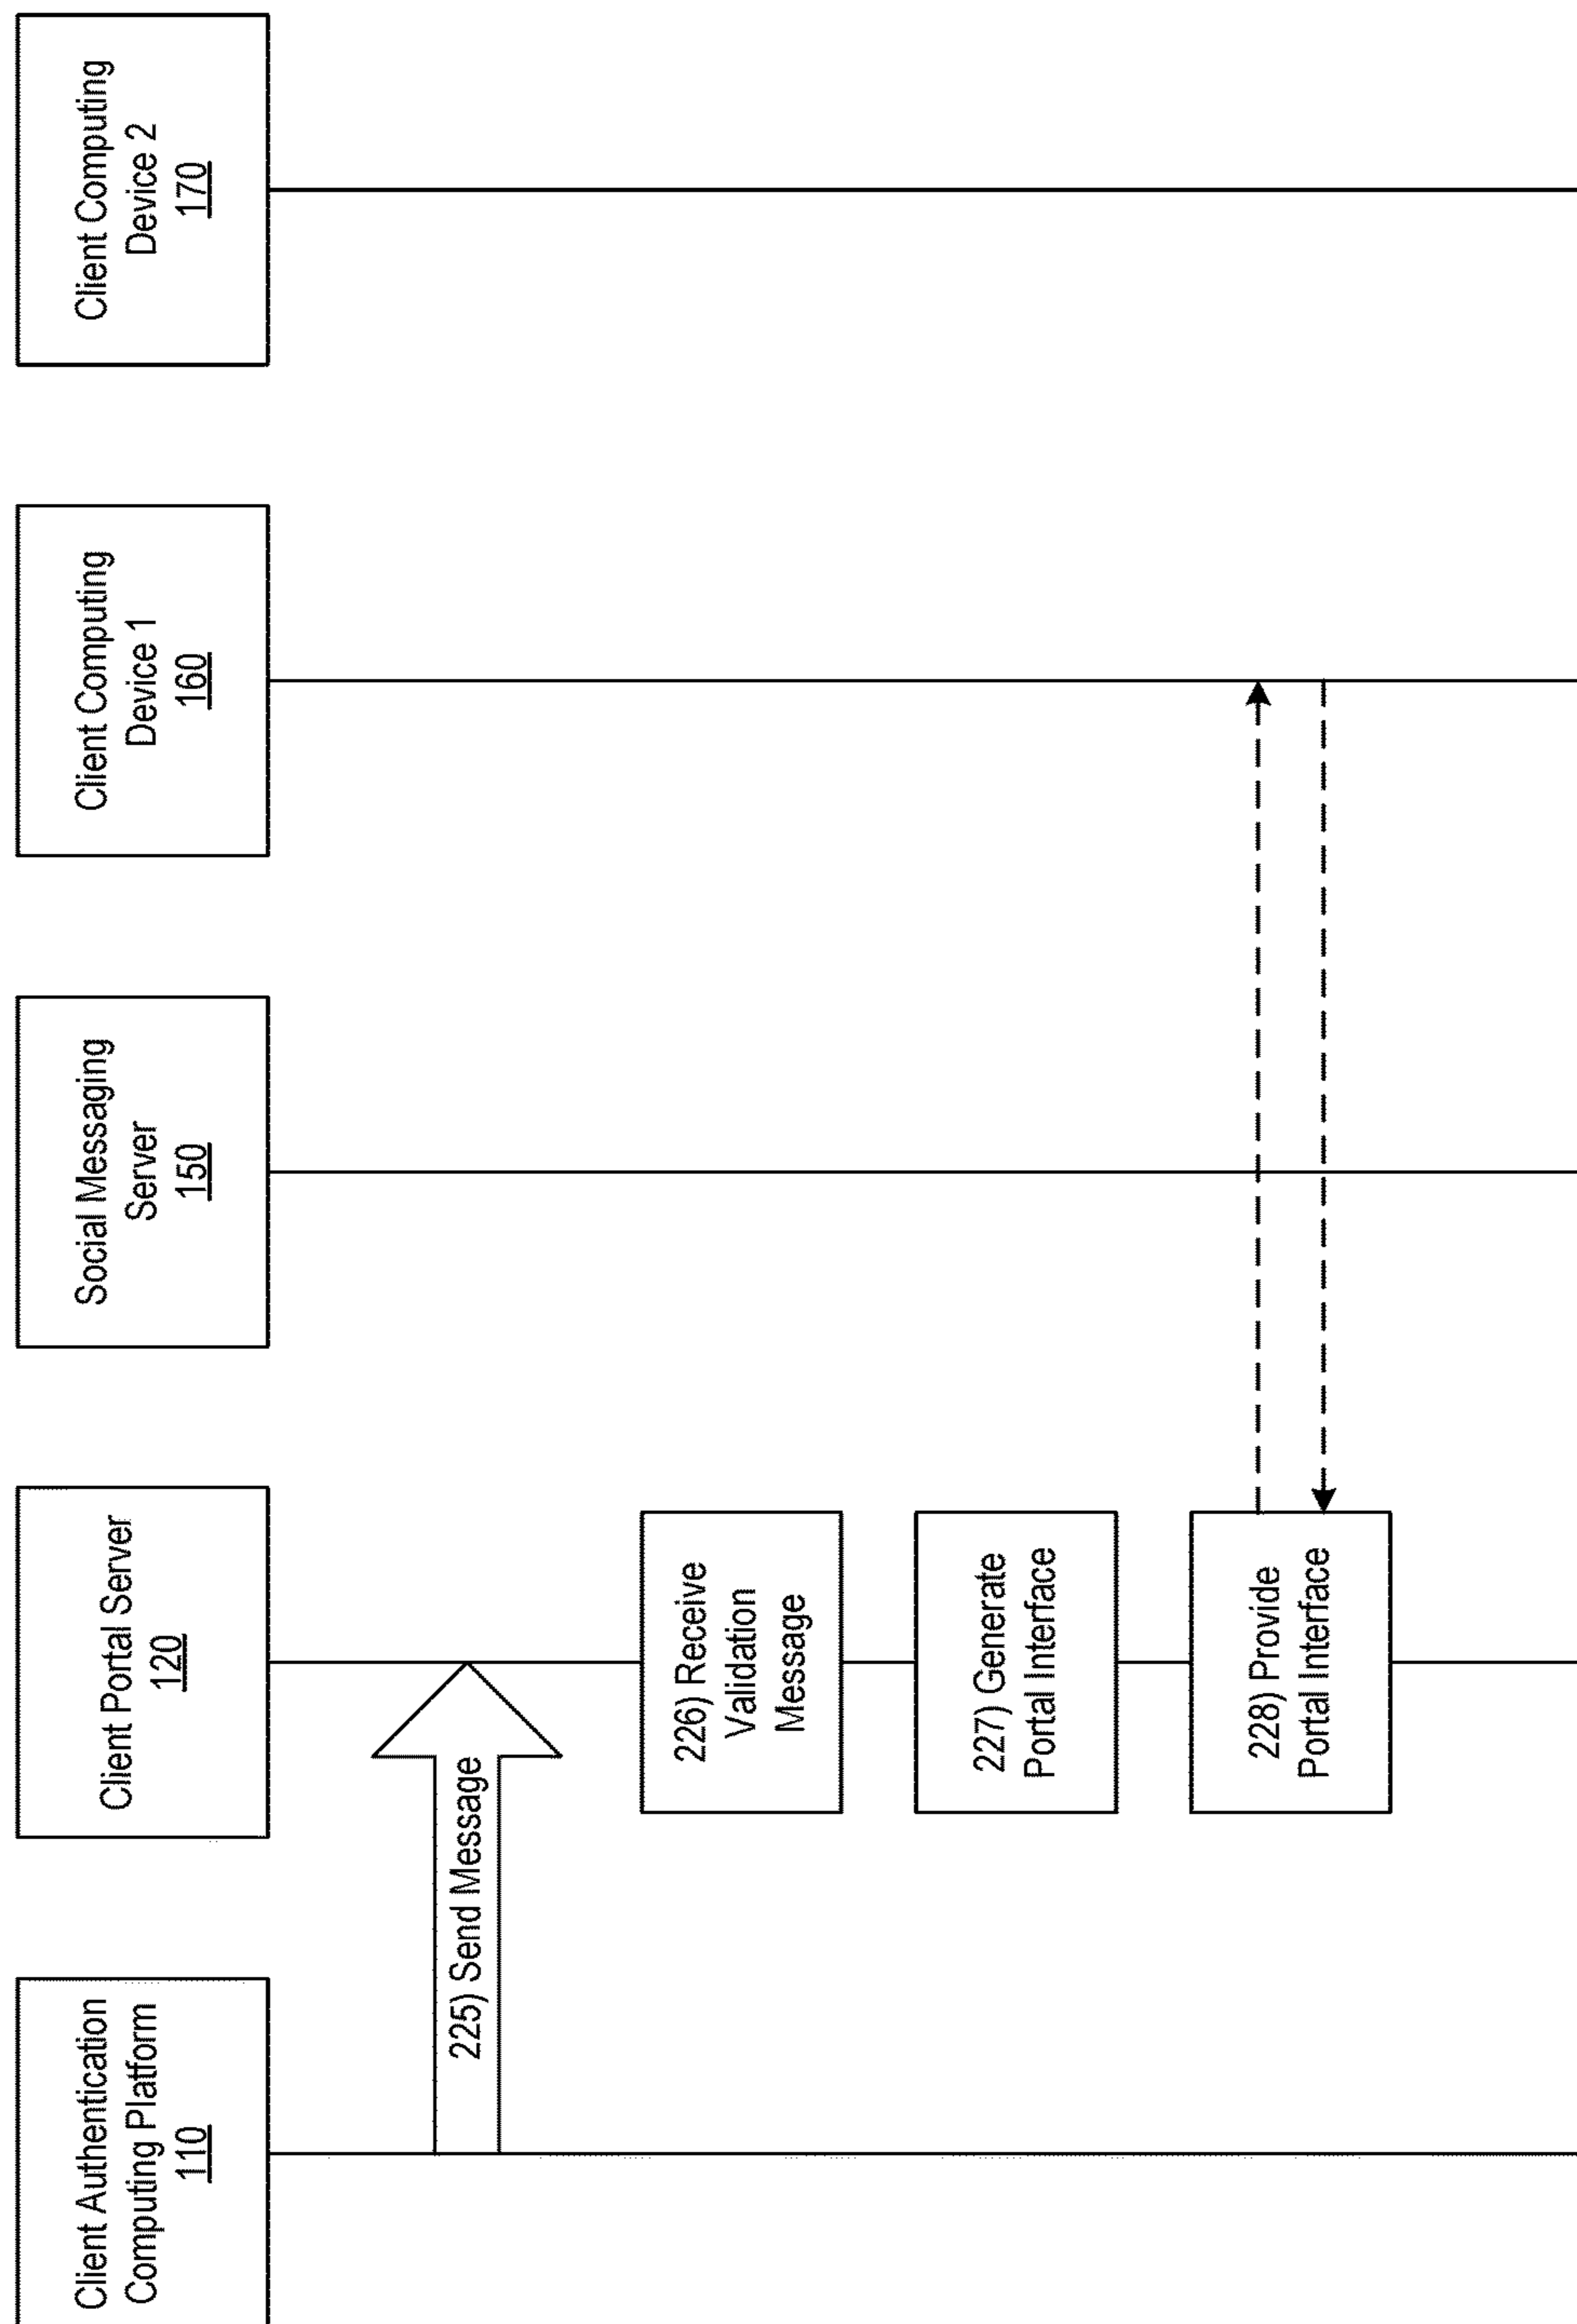 Client Authentication
Computing Platform
110
Client Portal Server
120
Social Messaging
Server
150
Client Computing
Device 1
160
Client Computing
Device 2
170
225) Send Message
226) Receive
Validation
Message
227) Generate
Portal Interface
228) Provide
Portal Interface